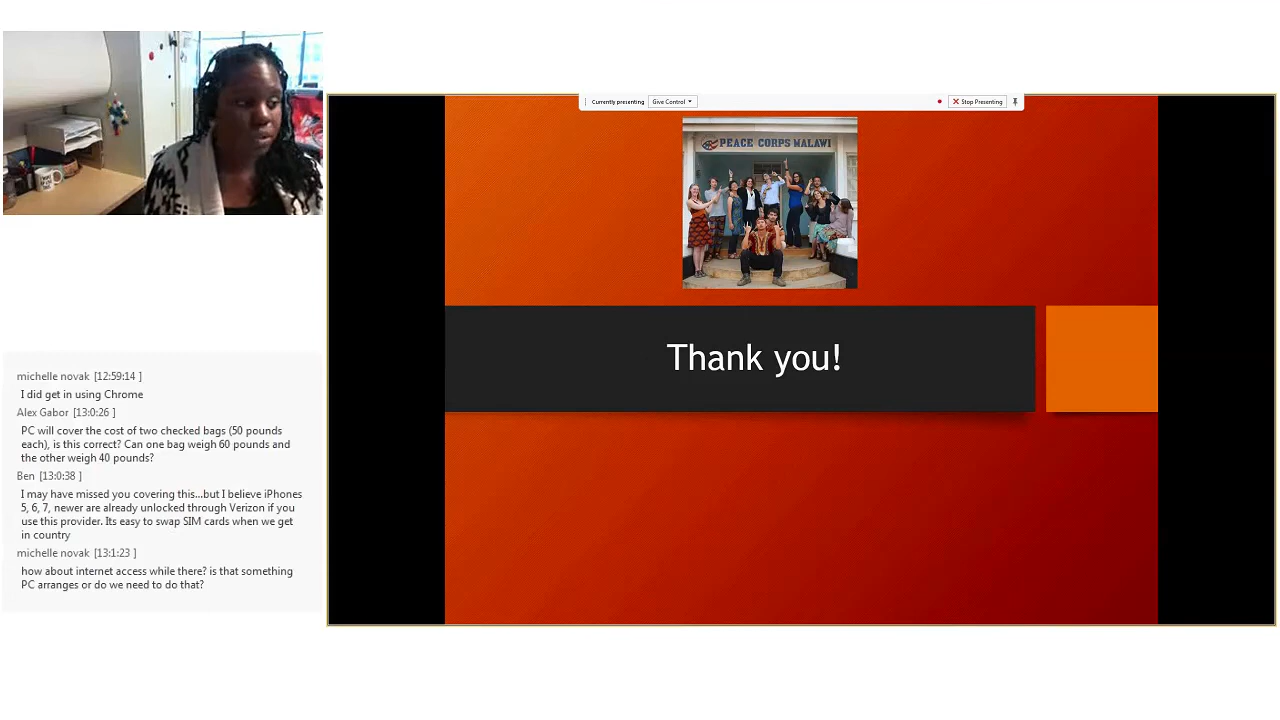 Currently presenting
Give Control
Stop Presenting
PEACE CORPS MALAWI
Thank you!
michelle novak [12:59:14 ]
I did get in using Chrome
Alex Gabor [13:0:26 ]
PC will cover the cost of two checked bags (50 pounds
each), is this correct? Can one bag weigh 60 pounds and
the other weigh 40 pounds?
Ben [13:0:38 ]
I may have missed you covering this...but I believe iPhones
5, 6, 7, newer are already unlocked through Verizon if you
use this provider. Its easy to swap SIM cards when we get
in country
michelle novak [13:1:23 ]
how about internet access while there? is that something
PC arranges or do we need to do that?